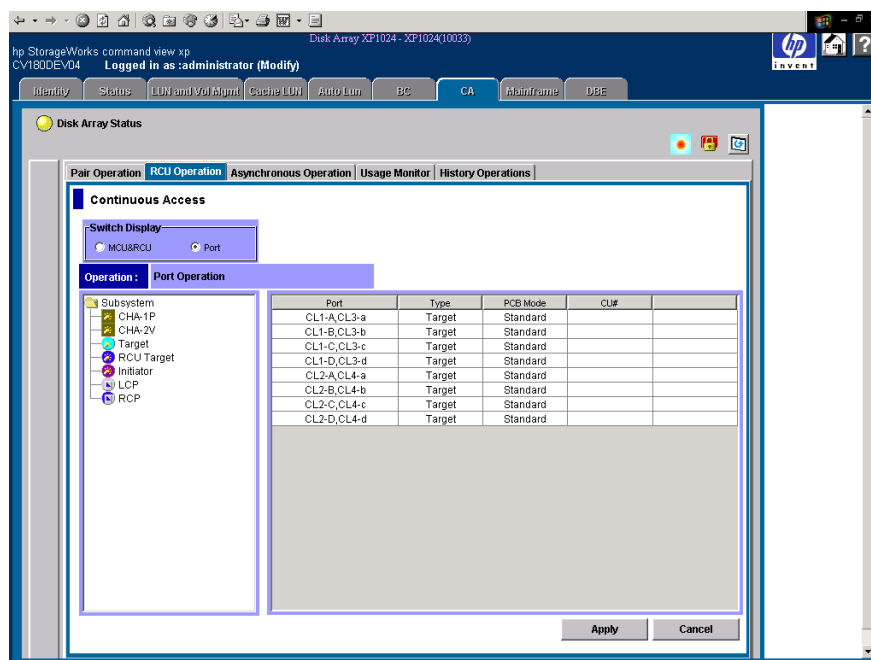 Disk Array XP1024 - XP1024(10033)
hp StorageWorks command view xp
CV180DEV04 Logged in as :administrator (Modify)
hp
invent
?
Identity Status LUN and Vol Mgmt Cache LUN Auto Lun BC CA Mainframe DBE
Disk Array Status
Pair Operation RCU Operation Asynchronous Operation Usage Monitor History Operations
Continuous Access
Switch Display
MCU&RCU Port
Operation : Port Operation
Subsystem
CHA-1P
CHA-2V
Target
RCU Target
Initiator
LCP
RCP
Port Type PCB Mode CU#
CL1-A,CL3-a Target Standard
CL1-B,CL3-b Target Standard
CL1-C,CL3-c Target Standard
CL1-D,CL3-d Target Standard
CL2-A,CL4-a Target Standard
CL2-B,CL4-b Target Standard
CL2-C,CL4-c Target Standard
CL2-D,CL4-d Target Standard
Apply Cancel